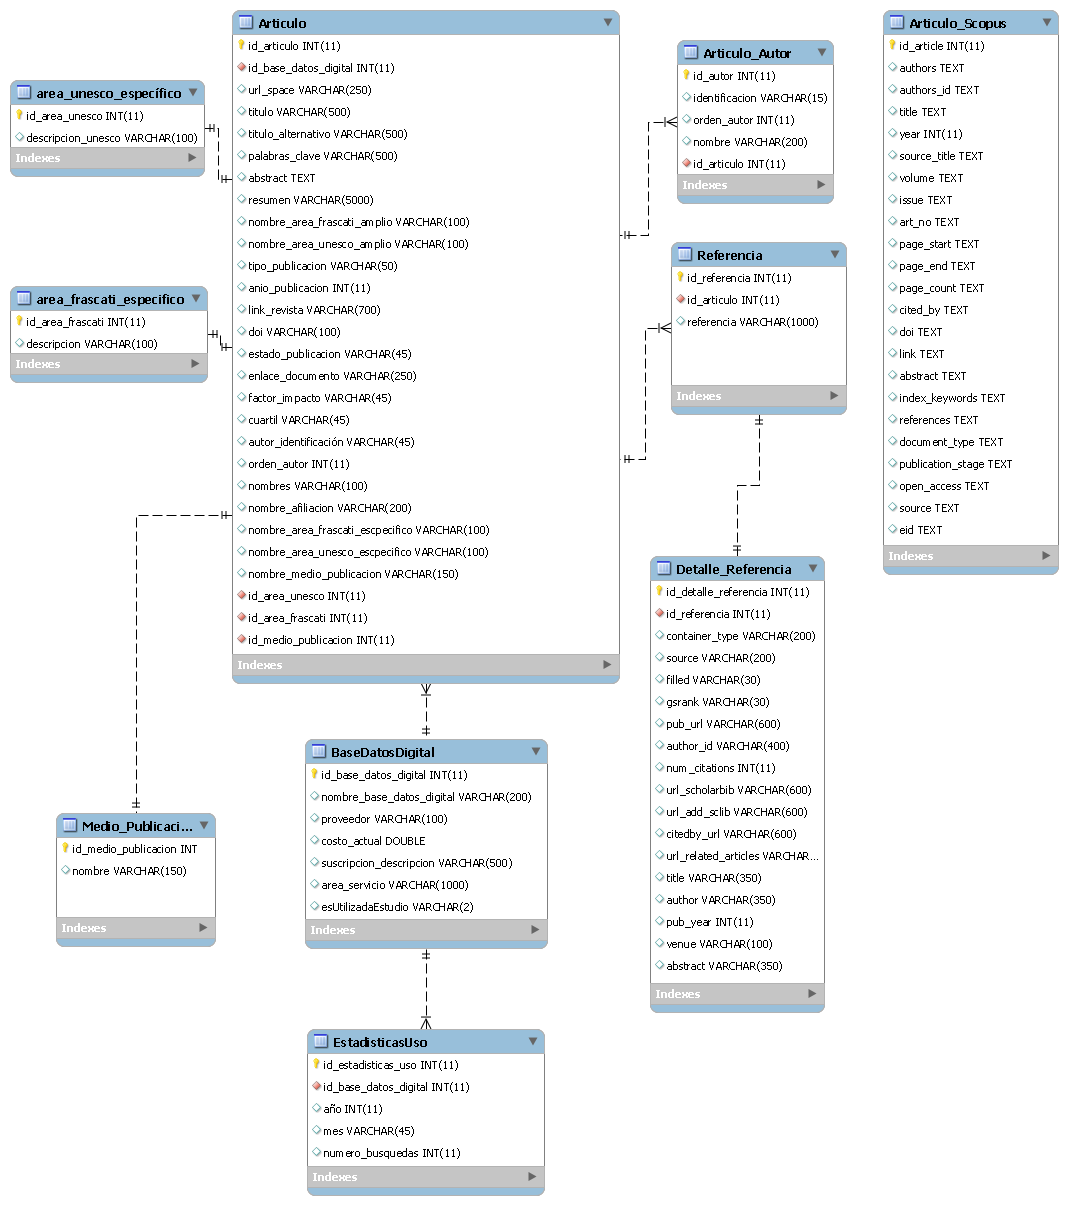 Articulo
id_articulo INT(11)
id_base_datos_digital INT(11)
url_space VARCHAR(250)
titulo VARCHAR(500)
titulo_alternativo VARCHAR(500)
palabras_clave VARCHAR(500)
abstract TEXT
resumen VARCHAR(5000)
nombre_area_frascati_amplio VARCHAR(100)
nombre_area_unesco_amplio VARCHAR(100)
tipo_publicacion VARCHAR(50)
anio_publicacion INT(11)
link_revista VARCHAR(700)
doi VARCHAR(100)
estado_publicacion VARCHAR(45)
enlace_documento VARCHAR(250)
factor_impacto VARCHAR(45)
cuartil VARCHAR(45)
autor_identificación VARCHAR(45)
orden_autor INT(11)
nombres VARCHAR(100)
nombre_afiliacion VARCHAR(200)
nombre_area_frascati_escpecifico VARCHAR(100)
nombre_area_unesco_escpecifico VARCHAR(100)
nombre_medio_publicacion VARCHAR(150)
id_area_unesco INT(11)
id_area_frascati INT(11)
id_medio_publicacion INT(11)
Indexes
area_unesco_específico
id_area_unesco INT(11)
descripcion_unesco VARCHAR(100)
Indexes
area_frascati_especifico
id_area_frascati INT(11)
descripcion VARCHAR(100)
Indexes
Articulo_Autor
id_autor INT(11)
identificacion VARCHAR(15)
orden_autor INT(11)
nombre VARCHAR(200)
id_articulo INT(11)
Indexes
Referencia
id_referencia INT(11)
id_articulo INT(11)
referencia VARCHAR(1000)
Indexes
Articulo_Scopus
id_article INT(11)
authors TEXT
authors_id TEXT
title TEXT
year INT(11)
source_title TEXT
volume TEXT
issue TEXT
art_no TEXT
page_start TEXT
page_end TEXT
page_count TEXT
cited_by TEXT
doi TEXT
link TEXT
abstract TEXT
index_keywords TEXT
references TEXT
document_type TEXT
publication_stage TEXT
open_access TEXT
source TEXT
eid TEXT
Indexes
Detalle_Referencia
id_detalle_referencia INT(11)
id_referencia INT(11)
container_type VARCHAR(200)
source VARCHAR(200)
filled VARCHAR(30)
gsrank VARCHAR(30)
pub_url VARCHAR(600)
author_id VARCHAR(400)
num_citations INT(11)
url_scholarbib VARCHAR(600)
url_add_sclib VARCHAR(600)
citedby_url VARCHAR(600)
url_related_articles VARCHAR...
title VARCHAR(350)
author VARCHAR(350)
pub_year INT(11)
venue VARCHAR(100)
abstract VARCHAR(350)
Indexes
Medio_Publicaci...
id_medio_publicacion INT
nombre VARCHAR(150)
Indexes
BaseDatosDigital
id_base_datos_digital INT(11)
nombre_base_datos_digital VARCHAR(200)
proveedor VARCHAR(100)
costo_actual DOUBLE
suscripcion_descripcion VARCHAR(500)
area_servicio VARCHAR(1000)
esUtilizadaEstudio VARCHAR(2)
Indexes
EstadisticasUso
id_estadisticas_uso INT(11)
id_base_datos_digital INT(11)
año INT(11)
mes VARCHAR(45)
numero_busquedas INT(11)
Indexes